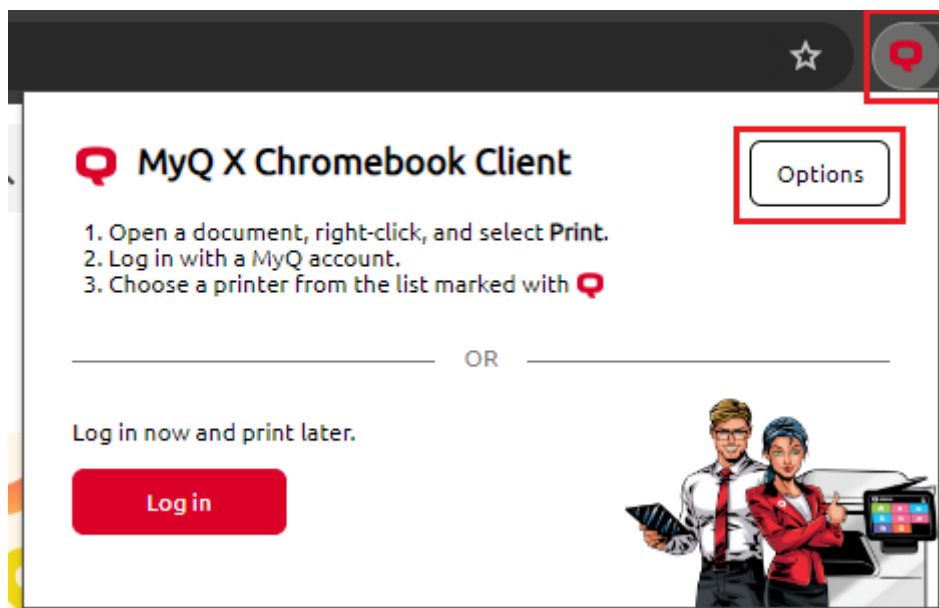 MyQ X Chromebook Client
Options
1. Open a document, right-click, and select Print.
2. Log in with a MyQ account.
3. Choose a printer from the list marked with
OR
Log in now and print later.
Log in